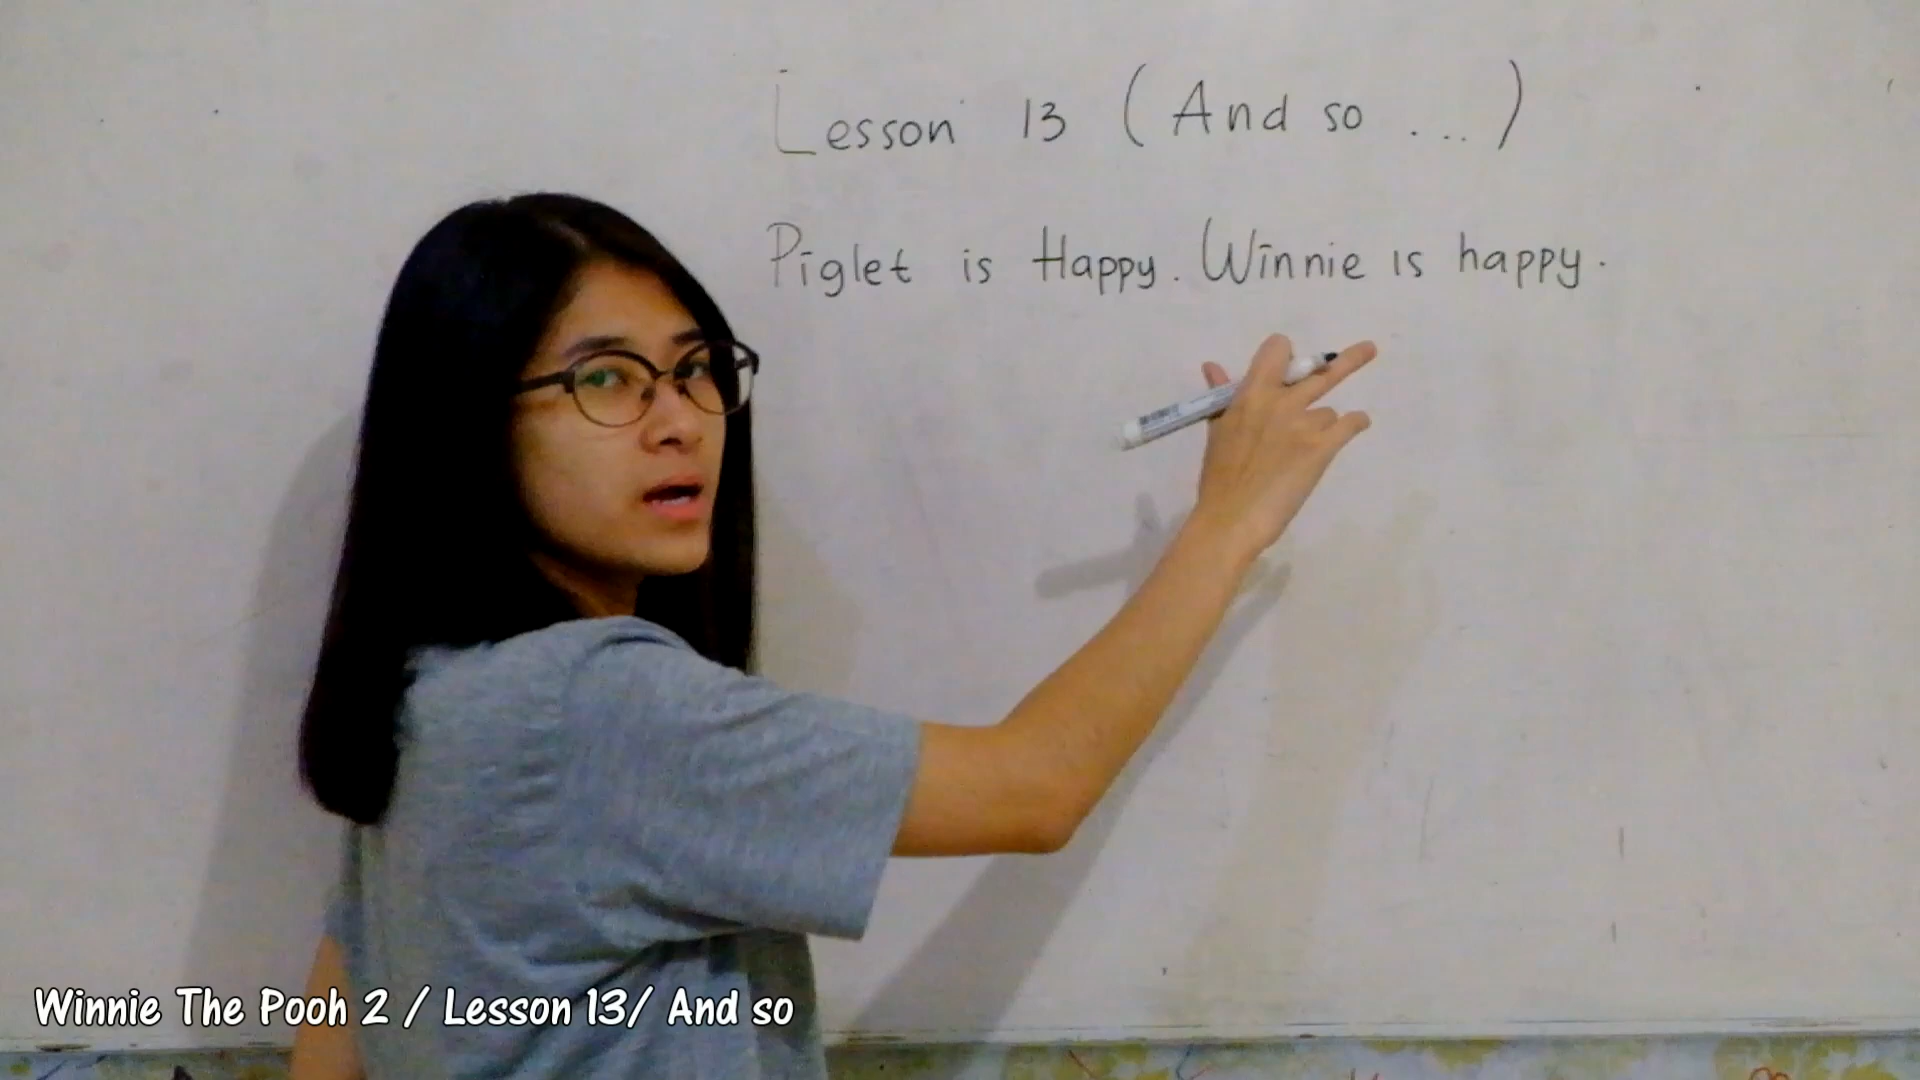 Lesson 13 (And so ...)
Piglet is Happy. Winnie is happy.
Winnie The Pooh 2 / Lesson 13/ And so